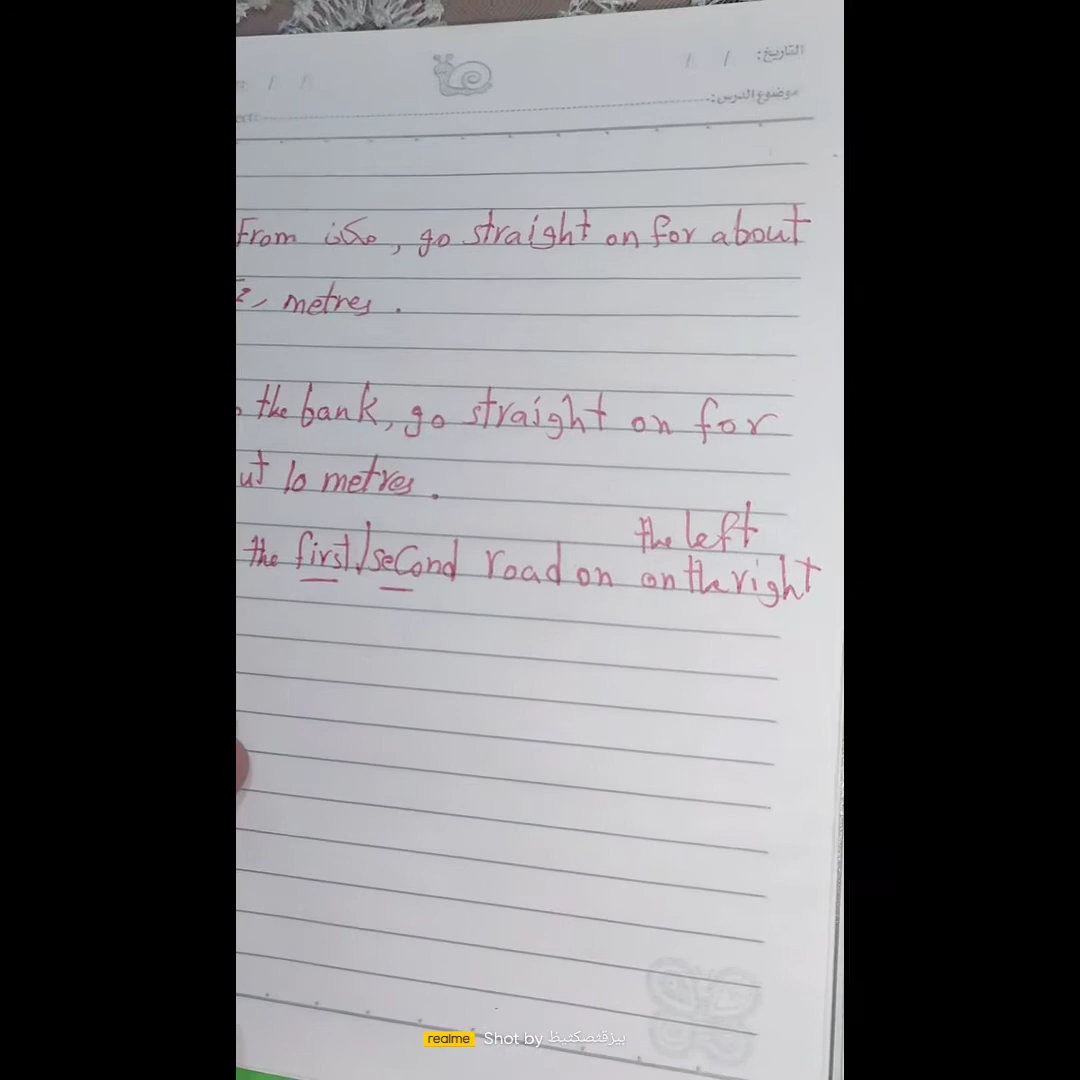 التاريخ: / /
/ /
موضوع الدرس:
From مكان, go straight on for about
metres.
the bank, go straight on for
ut 10 metres.
the left
the first/second road on on the right
realme Shot by بيزقثصكثيظ